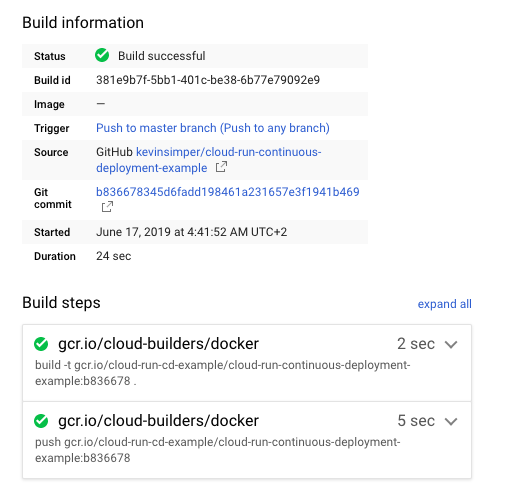 Build information
Status Build successful
Build id 381e9b7f-5bb1-401c-be38-6b77e79092e9
Image —
Trigger Push to master branch (Push to any branch)
Source GitHub kevinsimper/cloud-run-continuous-
deployment-example
Git b836678345d6fadd198461a231657e3f1941b469
commit
Started June 17, 2019 at 4:41:52 AM UTC+2
Duration 24 sec
Build steps expand all
gcr.io/cloud-builders/docker 2 sec
build -t gcr.io/cloud-run-cd-example/cloud-run-continuous-deployment-
example:b836678 .
gcr.io/cloud-builders/docker 5 sec
push gcr.io/cloud-run-cd-example/cloud-run-continuous-deployment-
example:b836678